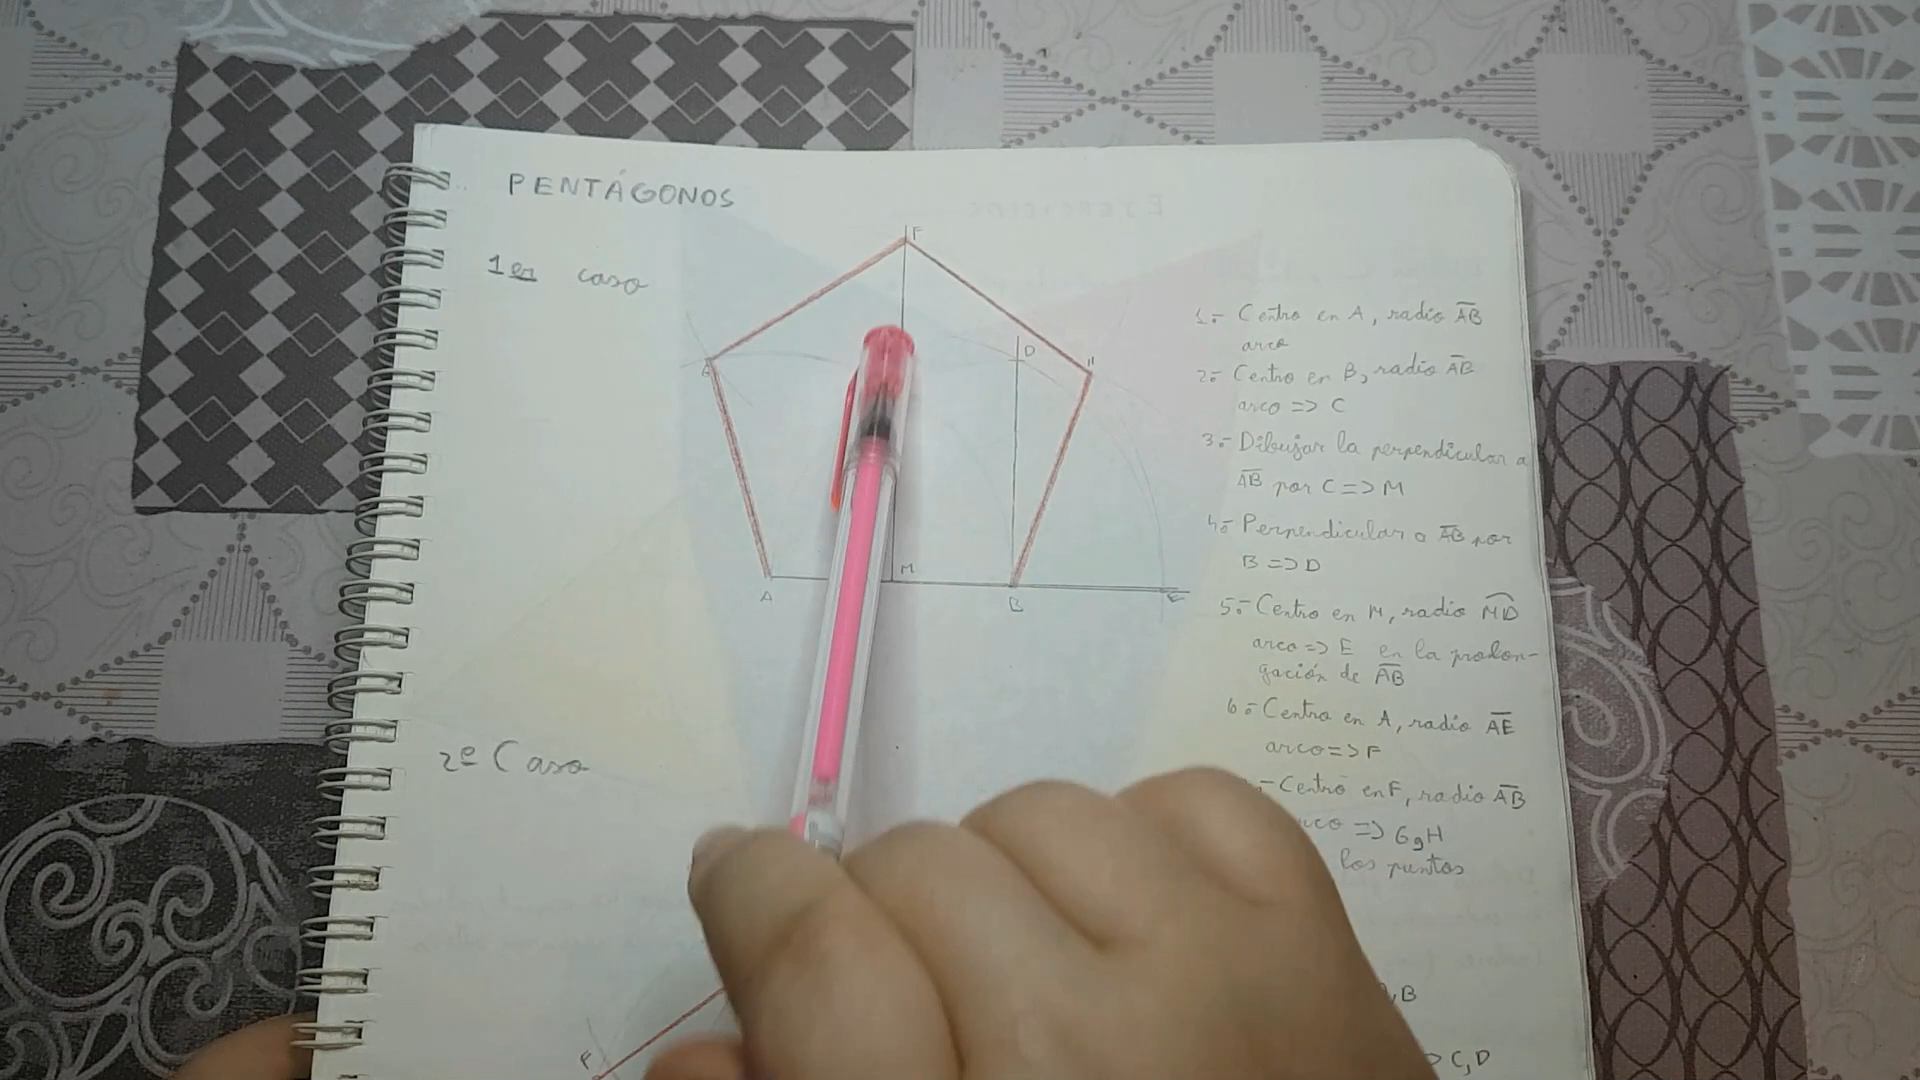 PENTÁGONOS
1er caso
F
D
H
G
M
A
B
E
1.- Centro en A, radio AB
arco
2.- Centro en B, radio AB
arco => C
3.- Dibujar la perpendicular a
AB por C => M
4.- Perpendicular a AB por
B => D
5.- Centro en M, radio MD
arco => E en la prolon-
gación de AB
6.- Centro en A, radio AE
arco => F
.- Centro en F, radio AB
arco => G y H
los puntos
2º Caso
F
,B
=> C,D